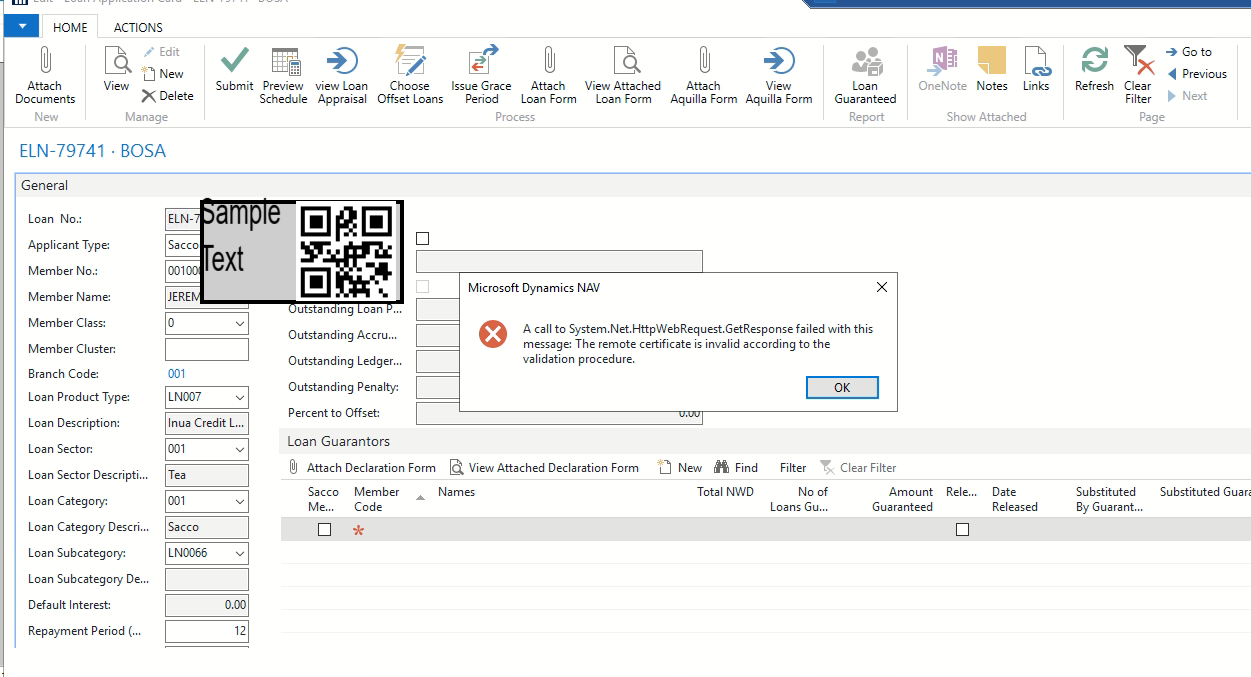 Edit - Loan Application Card - ELN-79741 · BOSA
HOME ACTIONS
Attach Documents
New
View
Edit
New
Delete
Manage
Submit
Preview Schedule
view Loan Appraisal
Choose Offset Loans
Issue Grace Period
Attach Loan Form
View Attached Loan Form
Attach Aquilla Form
View Aquilla Form
Process
Loan Guaranteed
Report
OneNote
Notes
Links
Show Attached
Refresh
Clear Filter
Go to
Previous
Next
Page
ELN-79741 · BOSA
General
Loan No.: ELN-7
Applicant Type: Sacco
Member No.: 00100
Member Name: JEREM
Member Class: 0
Member Cluster:
Branch Code: 001
Loan Product Type: LN007
Loan Description: Inua Credit L...
Loan Sector: 001
Loan Sector Descripti... Tea
Loan Category: 001
Loan Category Descri... Sacco
Loan Subcategory: LN0066
Loan Subcategory De...
Default Interest: 0.00
Repayment Period (... 12
Sample
Text
Outstanding Loan P...
Outstanding Accru...
Outstanding Ledger...
Outstanding Penalty:
Percent to Offset: 0.00
Microsoft Dynamics NAV
A call to System.Net.HttpWebRequest.GetResponse failed with this
message: The remote certificate is invalid according to the
validation procedure.
OK
Loan Guarantors
Attach Declaration Form View Attached Declaration Form New Find Filter Clear Filter
Sacco Me... Member Code Names Total NWD No of Loans Gu... Amount Guaranteed Rele... Date Released Substituted By Guarant... Substituted Guara